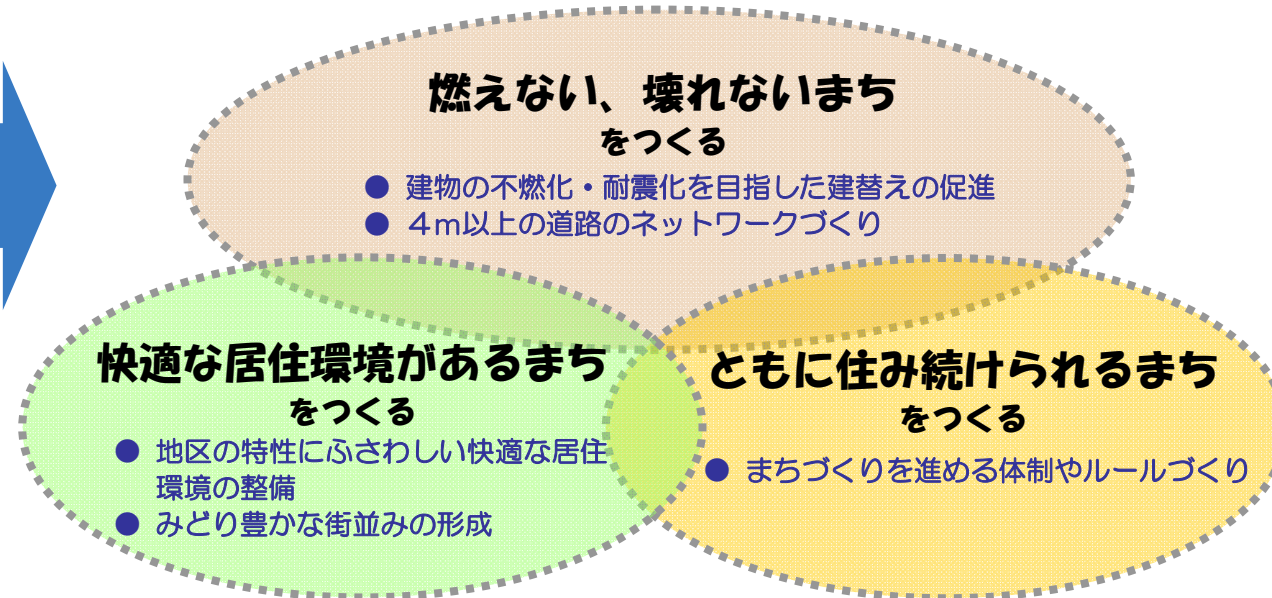 燃えない、壊れないまち
をつくる
● 建物の不燃化・耐震化を目指した建替えの促進
● 4m以上の道路のネットワークづくり
快適な居住環境があるまち
をつくる
● 地区の特性にふさわしい快適な居住
環境の整備
● みどり豊かな街並みの形成
ともに住み続けられるまち
をつくる
● まちづくりを進める体制やルールづくり